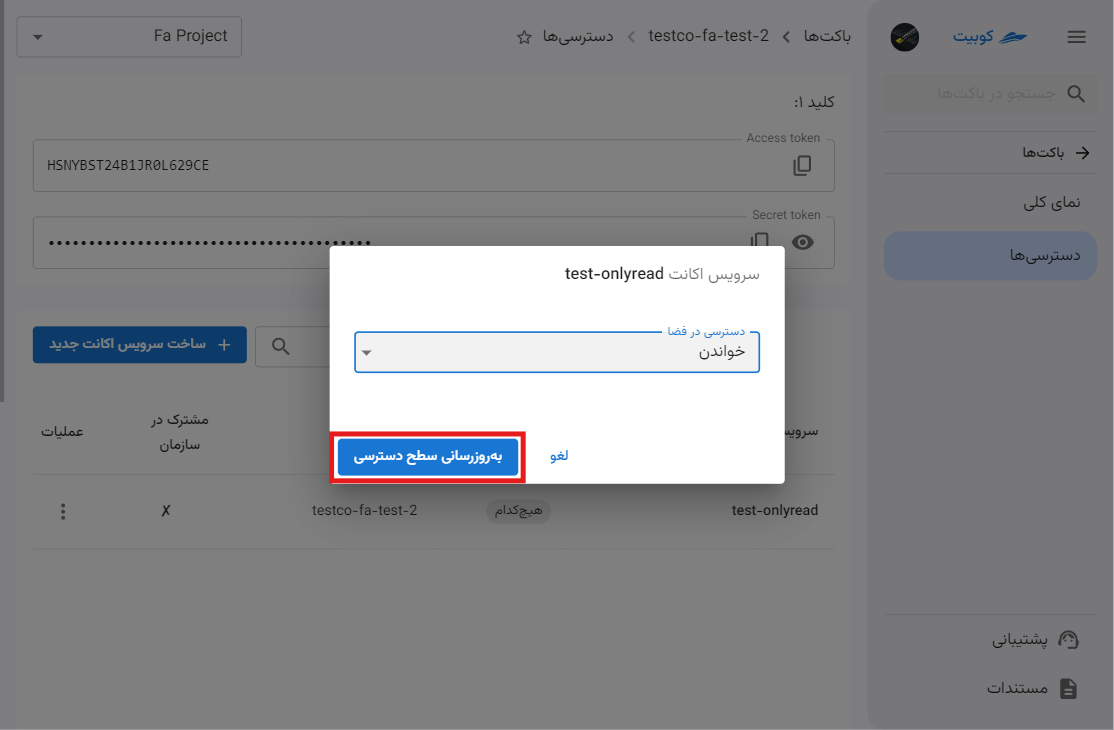 کوبیت
جستجو در باکت‌ها
باکت‌ها
نمای کلی
دسترسی‌ها
پشتیبانی
مستندات
باکت‌ها
testco-fa-test-2
دسترسی‌ها
Fa Project
کلید ۱:
Access token
HSNYBST24B1JR0L629CE
Secret token
••••••••••••••••••••••••••••••••••••••••
سرویس اکانت test-onlyread
دسترسی در فضا
خواندن
لغو
به‌روزرسانی سطح دسترسی
ساخت سرویس اکانت جدید
مشترک در
سازمان
عملیات
test-onlyread
هیچ‌کدام
testco-fa-test-2
✗